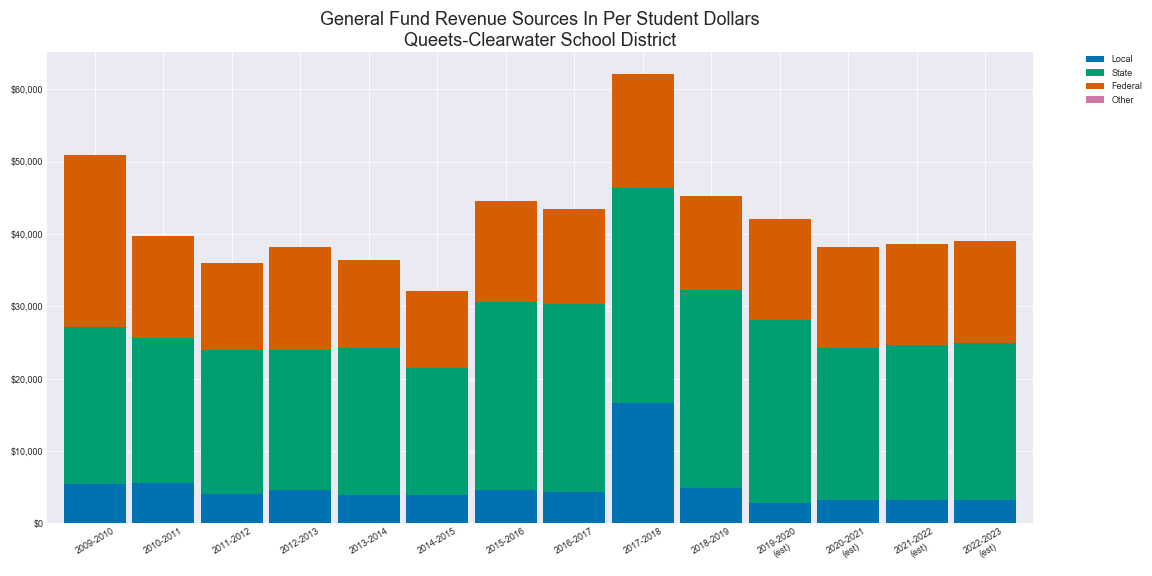 General Fund Revenue Sources In Per Student Dollars
Queets-Clearwater School District
Local
State
Federal
Other
$60,000
$50,000
$40,000
$30,000
$20,000
$10,000
$0
2009-2010
2010-2011
2011-2012
2012-2013
2013-2014
2014-2015
2015-2016
2016-2017
2017-2018
2018-2019
2019-2020
(est)
2020-2021
(est)
2021-2022
(est)
2022-2023
(est)